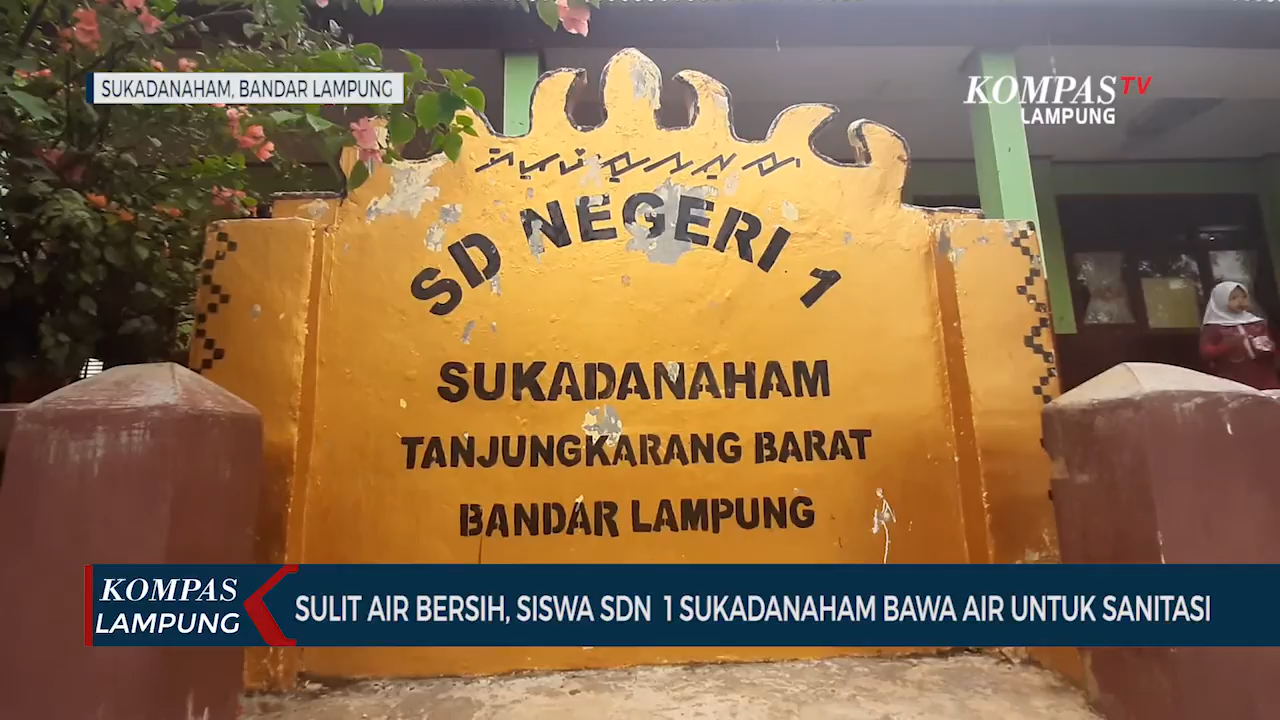 SUKADANAHAM, BANDAR LAMPUNG
KOMPAS TV
LAMPUNG
SD NEGERI 1
SUKADANAHAM
TANJUNGKARANG BARAT
BANDAR LAMPUNG
KOMPAS
LAMPUNG
SULIT AIR BERSIH, SISWA SDN 1 SUKADANAHAM BAWA AIR UNTUK SANITASI